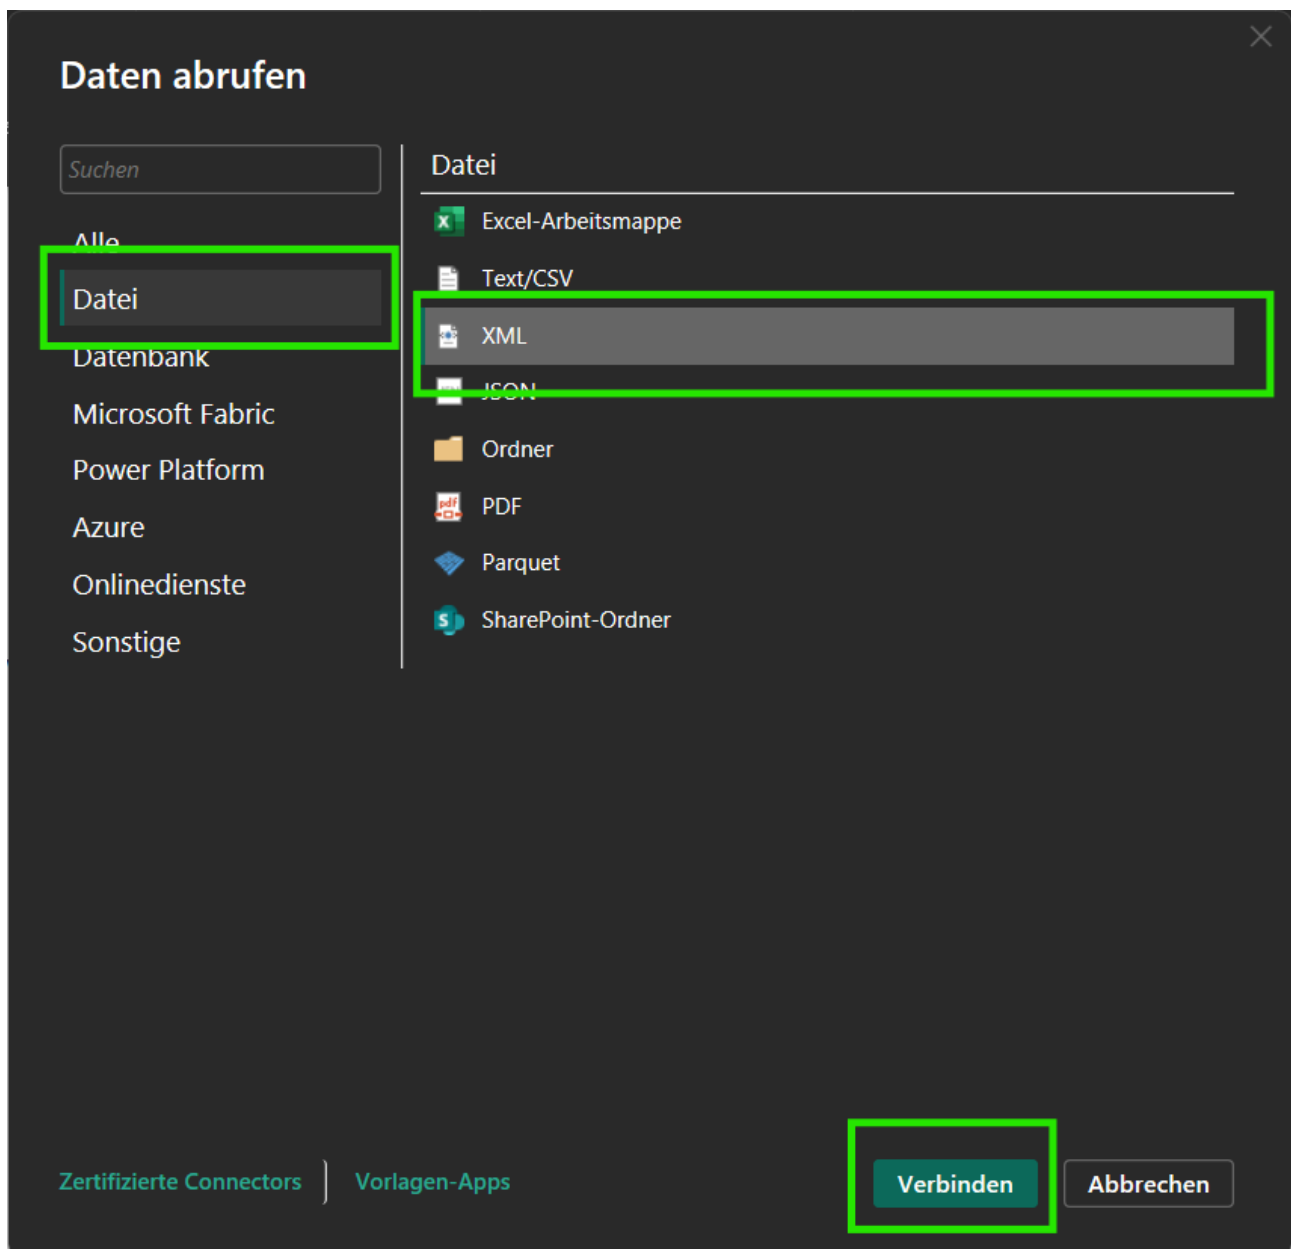 Daten abrufen
Suchen
Alle
Datei
Datenbank
Microsoft Fabric
Power Platform
Azure
Onlinedienste
Sonstige
Datei
Excel-Arbeitsmappe
Text/CSV
XML
JSON
Ordner
PDF
Parquet
SharePoint-Ordner
Zertifizierte Connectors
Vorlagen-Apps
Verbinden
Abbrechen